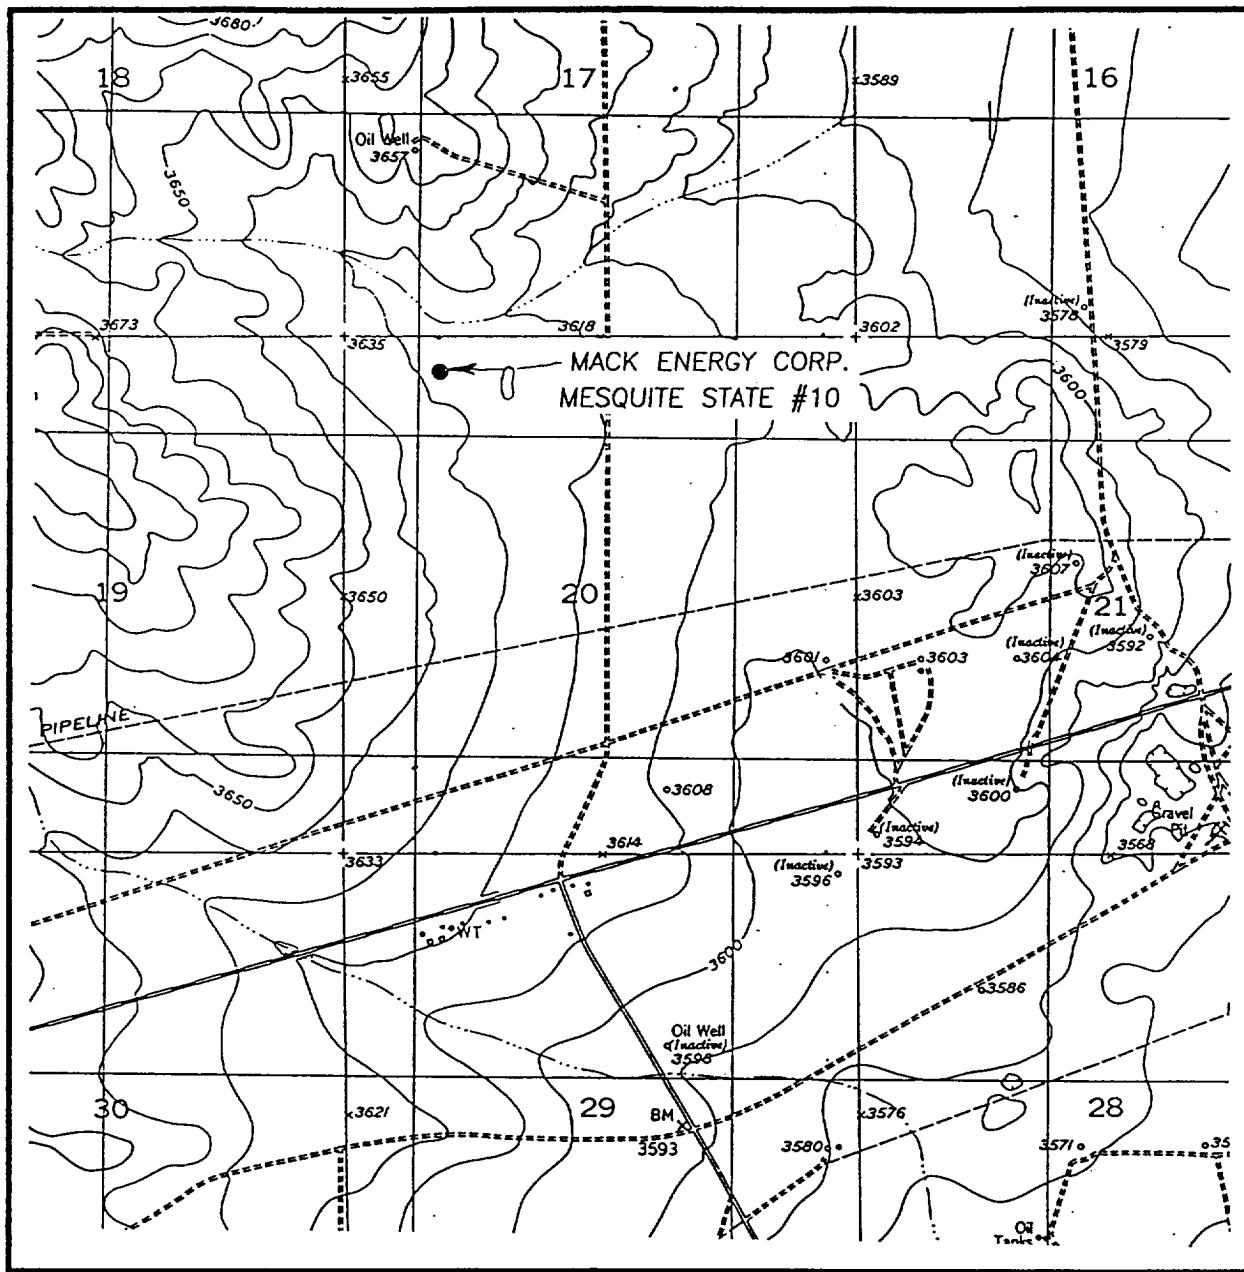 3680
18
3655
17
3589
16
Oil Well
3657
3650
(Inactive)
3578
3673
3635
3618
3602
3579
MACK ENERGY CORP.
MESQUITE STATE #10
3600
(Inactive)
3607
19
3650
20
3603
21
(Inactive)
3592
3601
3603
(Inactive)
3604
PIPELINE
3650
3608
(Inactive)
3600
Gravel
Pit
(Inactive)
3594
3633
3614
3593
3568
(Inactive)
3596
WT
3600
3586
Oil Well
(Inactive)
3598
30
3621
29
BM
3593
3576
28
3580
3571
Oil
Tanks